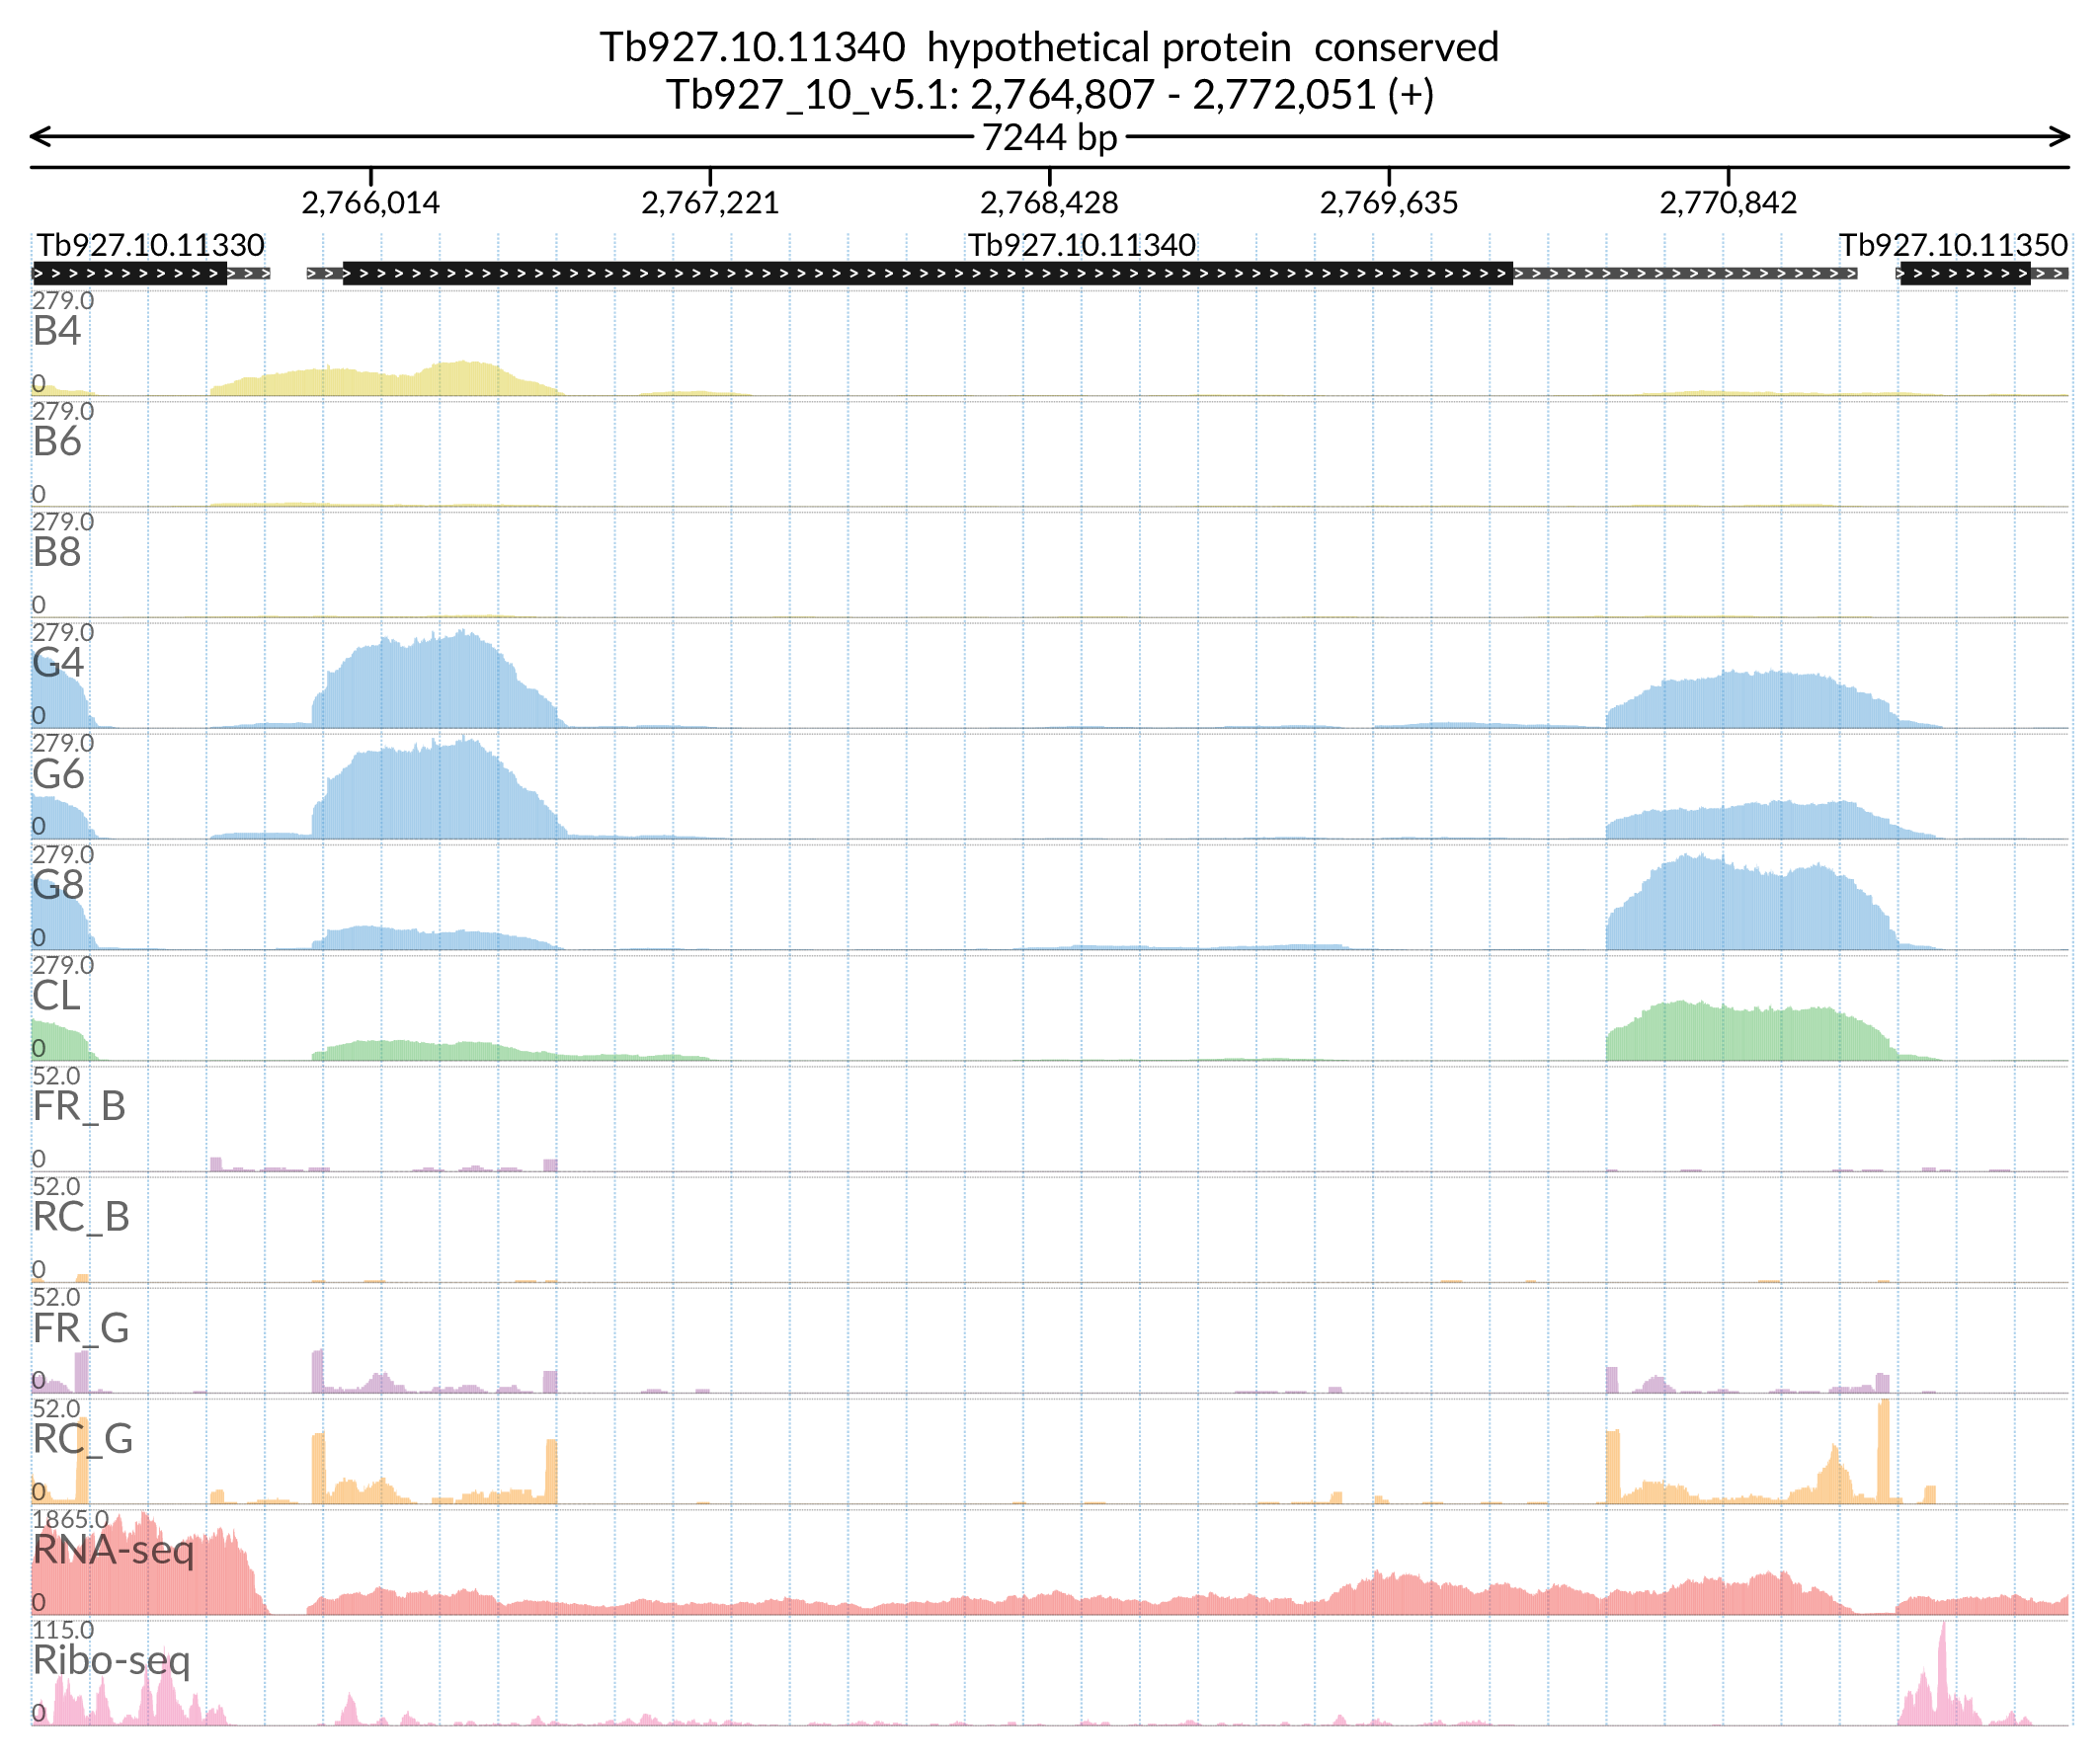 Tb927.10.11340  hypothetical protein  conserved
Tb927_10_v5.1: 2,764,807 - 2,772,051 (+)
7244 bp
2,766,014 2,767,221 2,768,428 2,769,635 2,770,842
Tb927.10.11330 Tb927.10.11340 Tb927.10.11350
279.0
B4
0
279.0
B6
0
279.0
B8
0
279.0
G4
0
279.0
G6
0
279.0
G8
0
279.0
CL
0
52.0
FR_B
0
52.0
RC_B
0
52.0
FR_G
0
52.0
RC_G
0
1865.0
RNA-seq
0
115.0
Ribo-seq
0